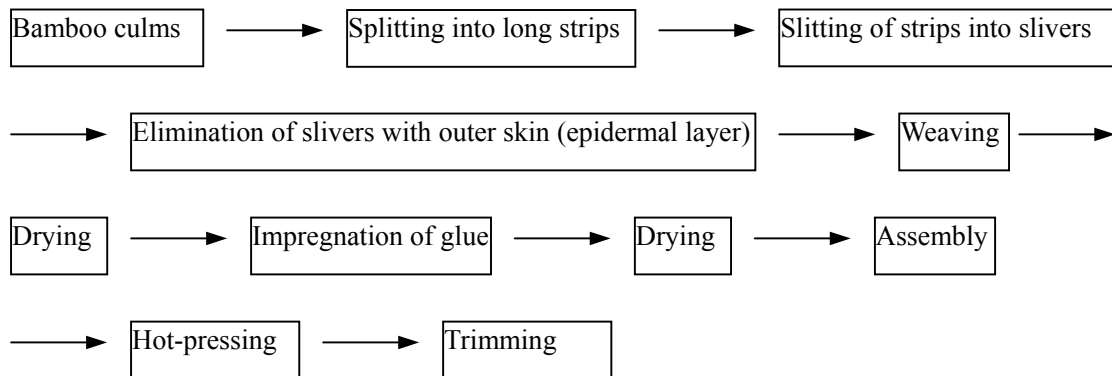 Bamboo culms Splitting into long strips Slitting of strips into slivers
Elimination of slivers with outer skin (epidermal layer) Weaving
Drying Impregnation of glue Drying Assembly
Hot-pressing Trimming